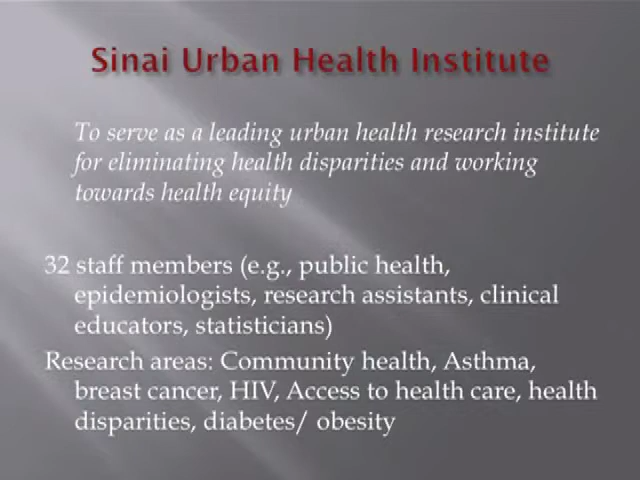 Sinai Urban Health Institute
To serve as a leading urban health research institute
for eliminating health disparities and working
towards health equity
32 staff members (e.g., public health,
epidemiologists, research assistants, clinical
educators, statisticians)
Research areas: Community health, Asthma,
breast cancer, HIV, Access to health care, health
disparities, diabetes/ obesity